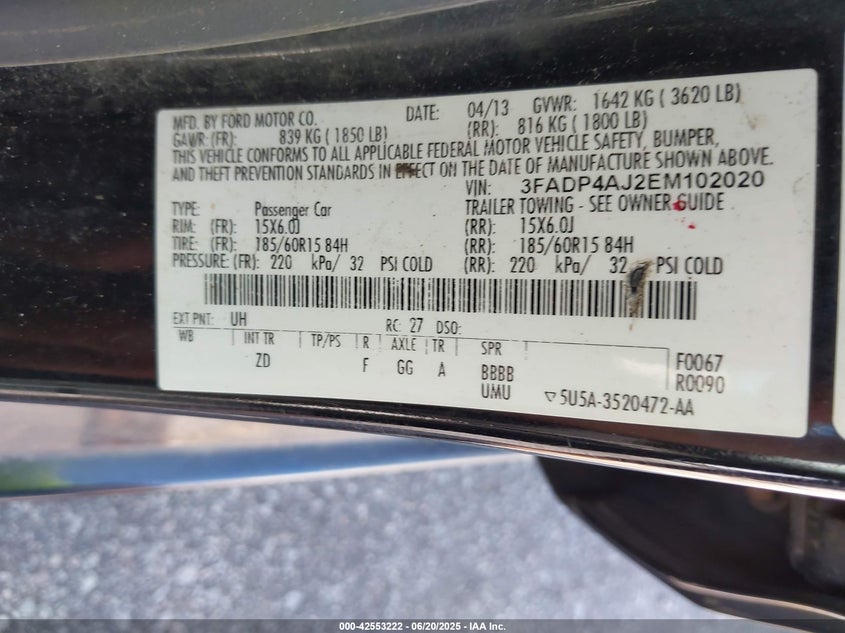 MFD. BY FORD MOTOR CO. DATE: 04/13 GVWR: 1642 KG ( 3620 LB)
GAWR: (FR): 839 KG ( 1850 LB) (RR): 816 KG ( 1800 LB)
THIS VEHICLE CONFORMS TO ALL APPLICABLE FEDERAL MOTOR VEHICLE SAFETY, BUMPER,
AND THEFT PREVENTION STANDARDS IN EFFECT ON THE DATE OF MANUFACTURE SHOWN ABOVE.
VIN: 3FADP4AJ2EM102020
TYPE: Passenger Car TRAILER TOWING - SEE OWNER GUIDE
RIM: (FR): 15X6.0J (RR): 15X6.0J
TIRE: (FR): 185/60R15 84H (RR): 185/60R15 84H
PRESSURE: (FR): 220 kPa/ 32 PSI COLD (RR): 220 kPa/ 32 PSI COLD
EXT PNT: UH RC: 27 DSO:
WB INT TR TP/PS R AXLE TR SPR
ZD F GG A BBBB F0067
UMU R0090
▽5U5A-3520472-AA
000-42553222 - 06/20/2025 - IAA Inc.